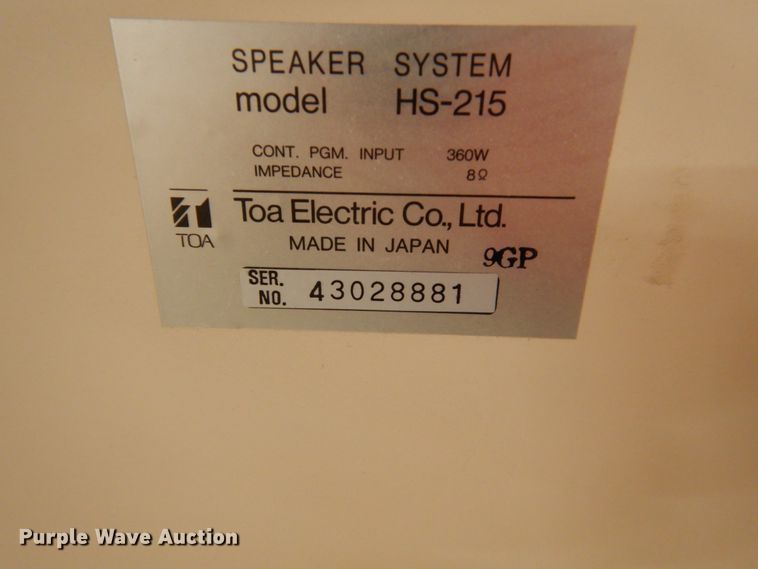 SPEAKER SYSTEM
model HS-215
CONT. PGM. INPUT 360W
IMPEDANCE 8Ω
TOA
Toa Electric Co., Ltd.
MADE IN JAPAN 9GP
SER. NO. 43028881
Purple Wave Auction